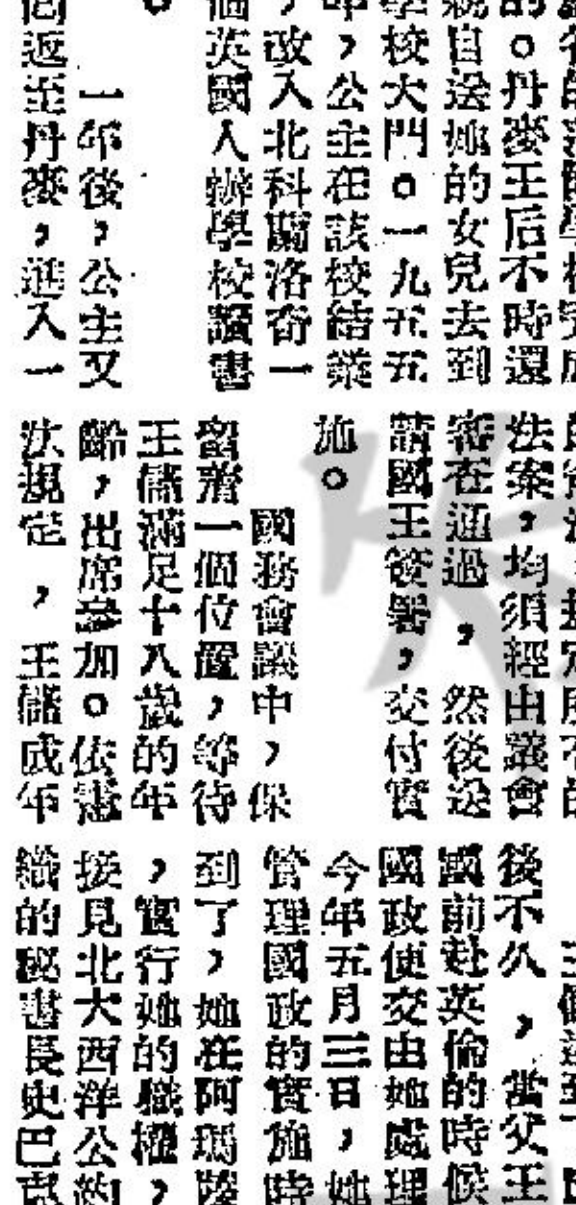 的。丹麥王后不時還
親自送她的女兒去到
學校大門。一九五五
年,公主在該校結業
,改入北科蘭洛奇一
個英國人辦學校讀書
。
一年後,公主又
返至丹麥,進入一
法案,均須經由議會
審在通過,然後送
請國王簽署,交付實
施。
國務會議中,保
留着一個位置,等待
王儲滿足十八歲的年
齡,出席參加。依憲
法規定,王儲成年
後不久,當父王
國前赴英倫的時候
國政使交由她處理
今年五月三日,她
管理國政的實施時
到了,她在阿瑪陵
,實行她的職權,
接見北大西洋公約
織的秘書長史巴克